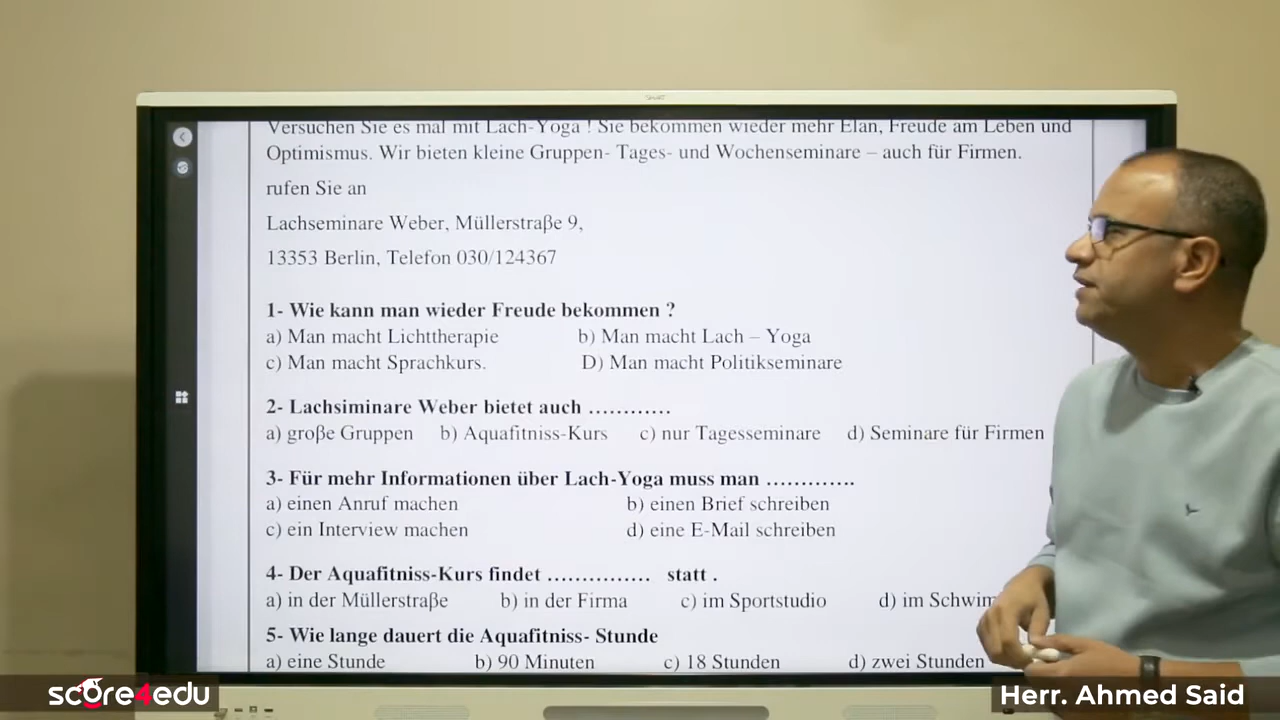 Versuchen Sie es mal mit Lach-Yoga ! Sie bekommen wieder mehr Elan, Freude am Leben und
Optimismus. Wir bieten kleine Gruppen- Tages- und Wochenseminare – auch für Firmen.
rufen Sie an
Lachseminare Weber, Müllerstraße 9,
13353 Berlin, Telefon 030/124367
1- Wie kann man wieder Freude bekommen ?
a) Man macht Lichttherapie b) Man macht Lach – Yoga
c) Man macht Sprachkurs. D) Man macht Politikseminare
2- Lachsiminare Weber bietet auch …………
a) große Gruppen b) Aquafitniss-Kurs c) nur Tagesseminare d) Seminare für Firmen
3- Für mehr Informationen über Lach-Yoga muss man ………….
a) einen Anruf machen b) einen Brief schreiben
c) ein Interview machen d) eine E-Mail schreiben
4- Der Aquafitniss-Kurs findet …………… statt .
a) in der Müllerstraße b) in der Firma c) im Sportstudio d) im
5- Wie lange dauert die Aquafitniss- Stunde
a) eine Stunde b) 90 Minuten c) 18 Stunden d) zwei Stunden
score4edu
Herr. Ahmed Said